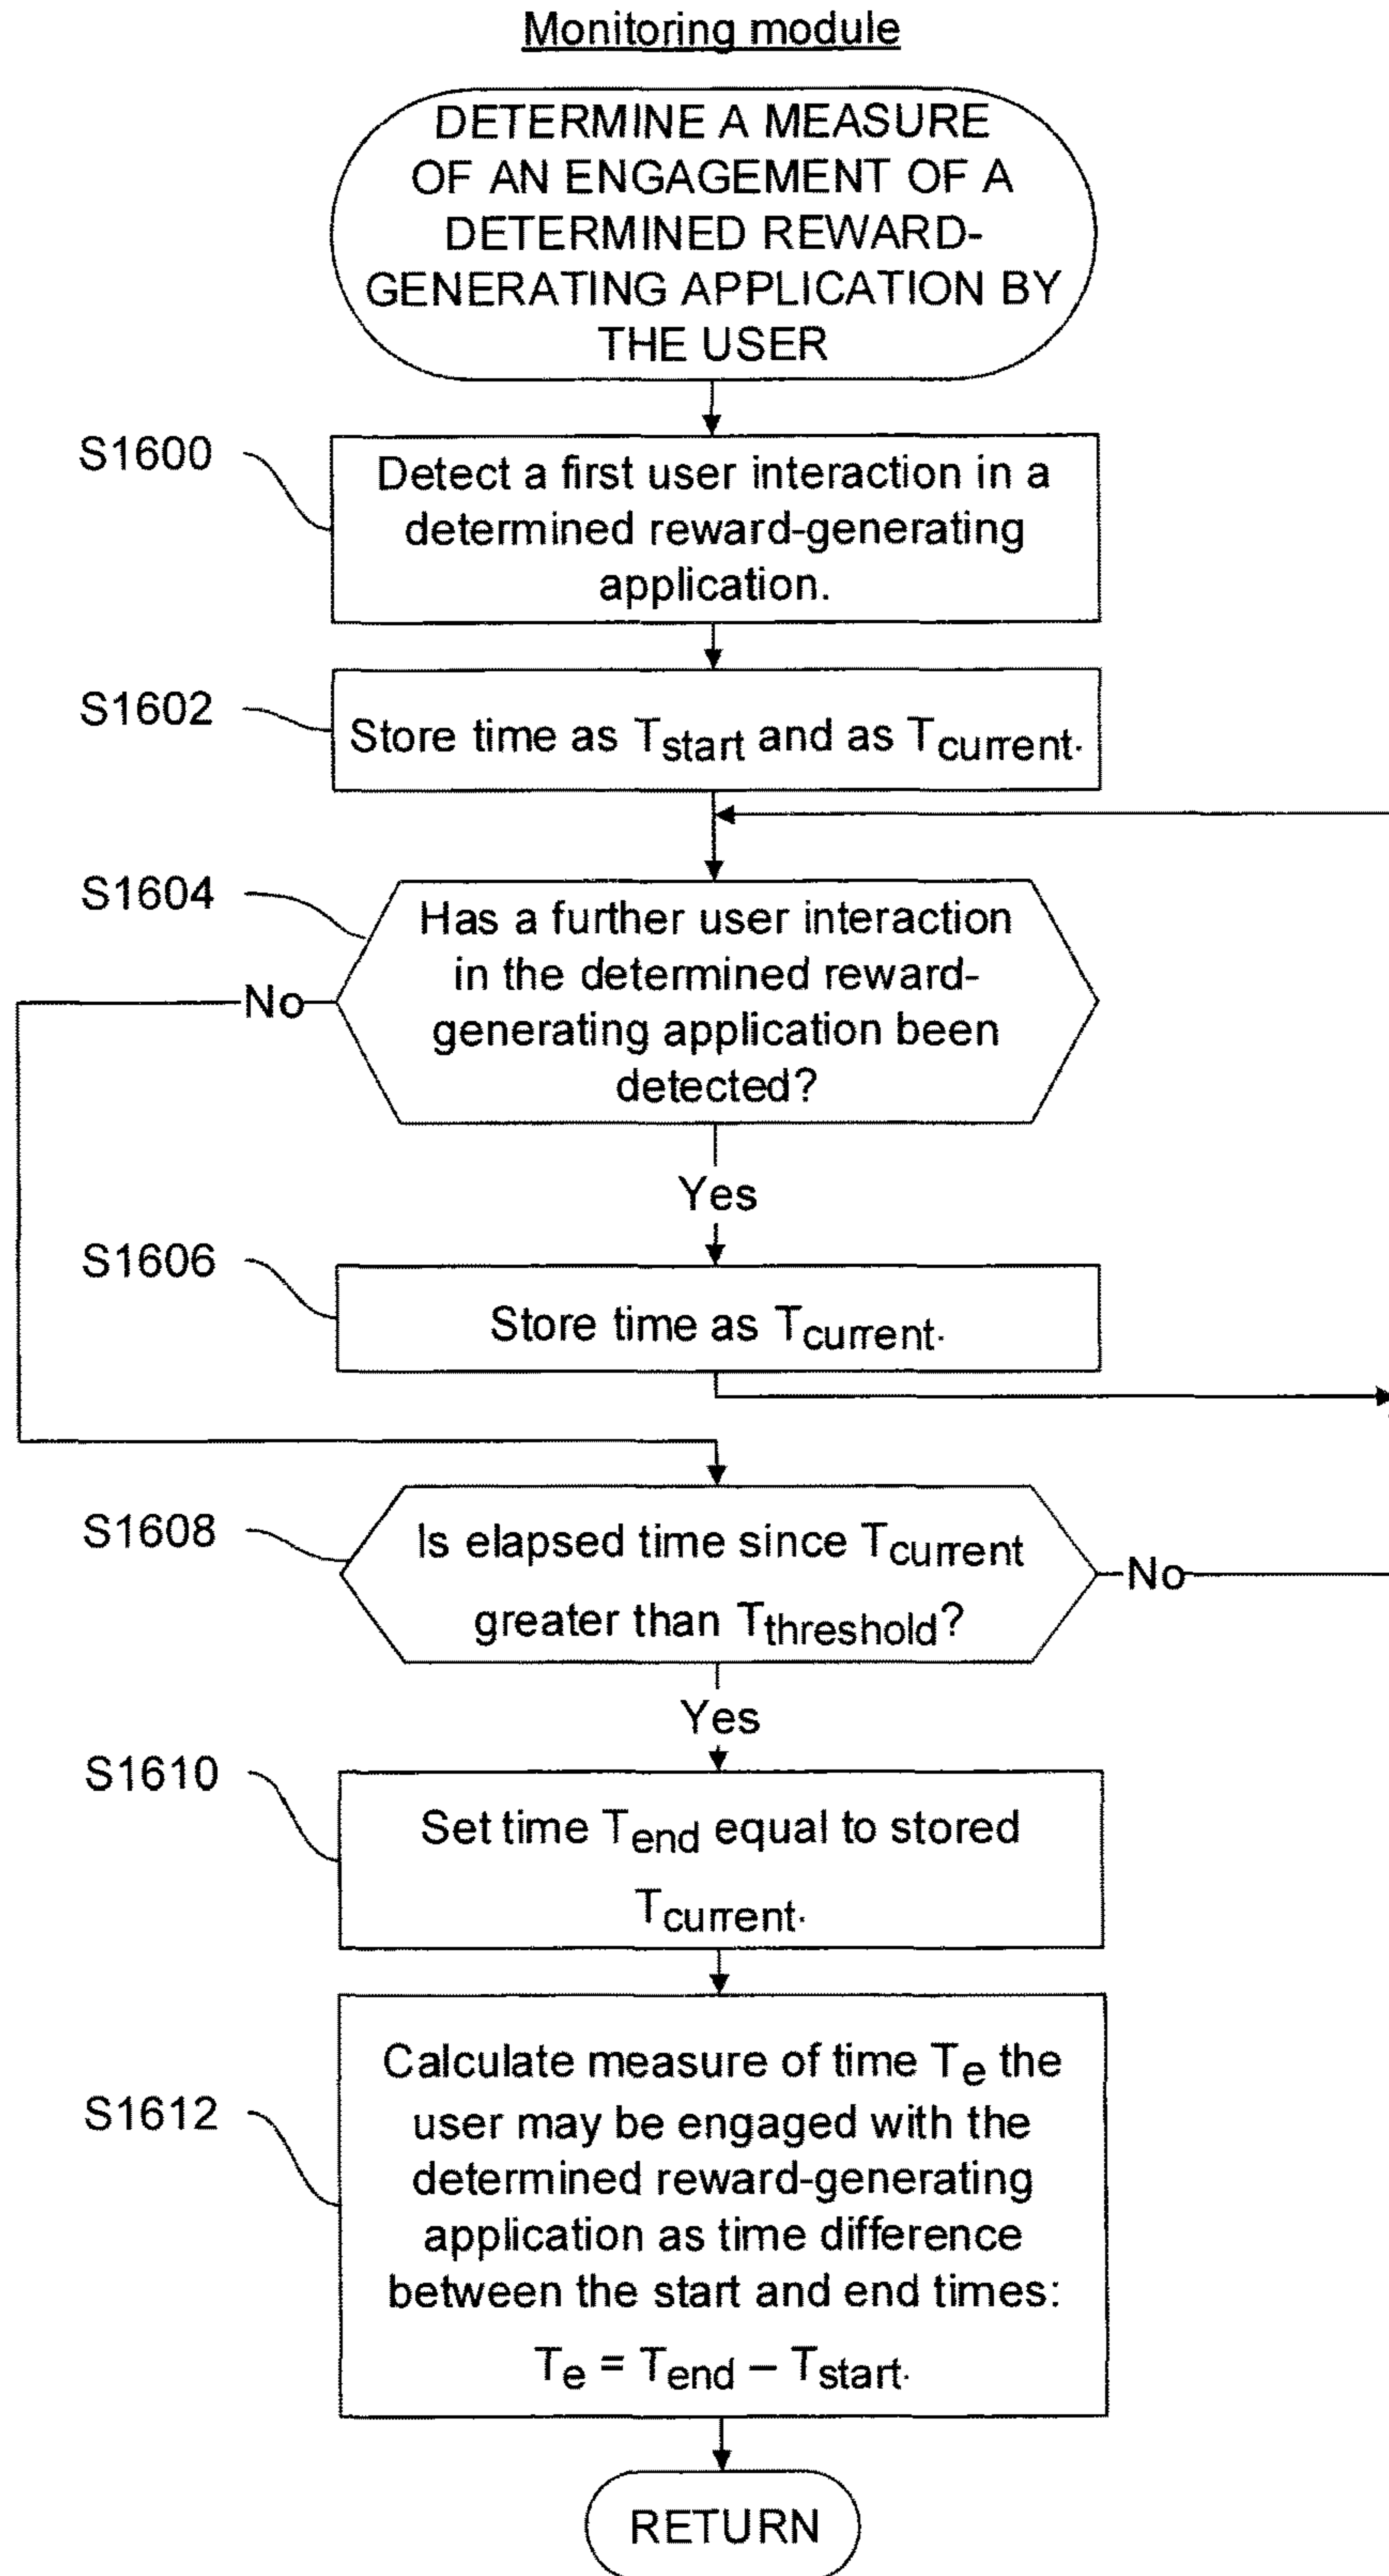 Monitoring module
DETERMINE A MEASURE
OF AN ENGAGEMENT OF A
DETERMINED REWARD-
GENERATING APPLICATION BY
THE USER
S1600
Detect a first user interaction in a
determined reward-generating
application.
S1602
Store time as Tstart and as Tcurrent.
S1604
Has a further user interaction
in the determined reward-
generating application been
detected?
No
Yes
S1606
Store time as Tcurrent.
S1608
Is elapsed time since Tcurrent
greater than Tthreshold?
No
Yes
S1610
Set time Tend equal to stored
Tcurrent.
S1612
Calculate measure of time Te the
user may be engaged with the
determined reward-generating
application as time difference
between the start and end times:
Te = Tend – Tstart.
RETURN